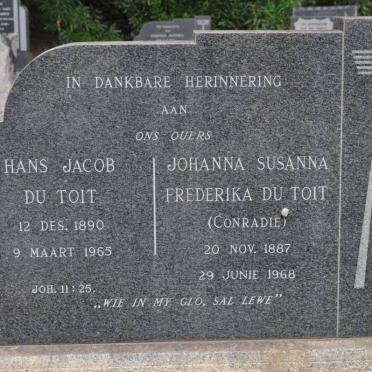 IN DANKBARE HERINNERING
AAN
ONS OUERS
HANS JACOB
DU TOIT
12 DES. 1890
9 MAART 1965
JOH. 11:25.
JOHANNA SUSANNA
FREDERIKA DU TOIT
(CONRADIE)
20 NOV. 1887
29 JUNIE 1968
„WIE IN MY GLO, SAL LEWE"